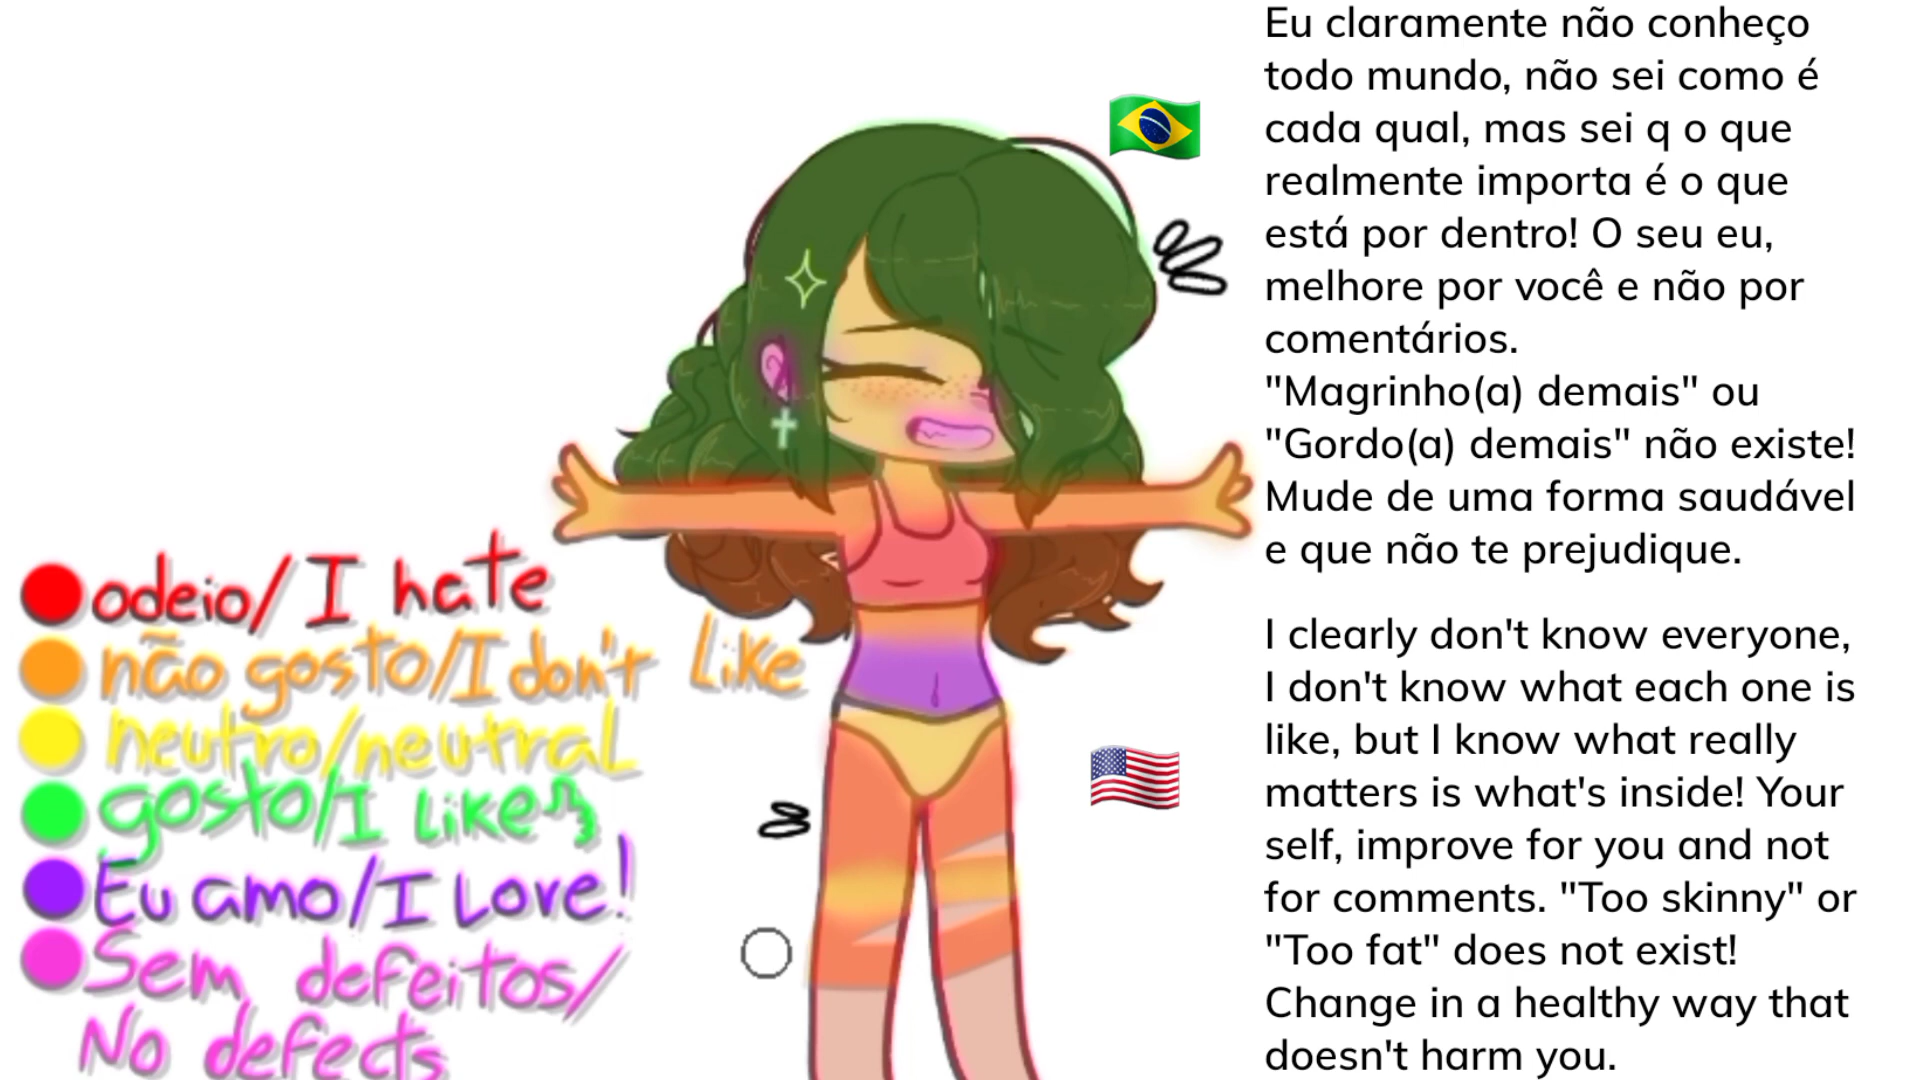 Eu claramente não conheço
todo mundo, não sei como é
cada qual, mas sei q o que
realmente importa é o que
está por dentro! O seu eu,
melhore por você e não por
comentários.
"Magrinho(a) demais" ou
"Gordo(a) demais" não existe!
Mude de uma forma saudável
e que não te prejudique.
I clearly don't know everyone,
I don't know what each one is
like, but I know what really
matters is what's inside! Your
self, improve for you and not
for comments. "Too skinny" or
"Too fat" does not exist!
Change in a healthy way that
doesn't harm you.
odeio/I hate
não gosto/I don't like
neutro/neutral
gosto/I like
Eu amo/I Love!
Sem defeitos/
No defects